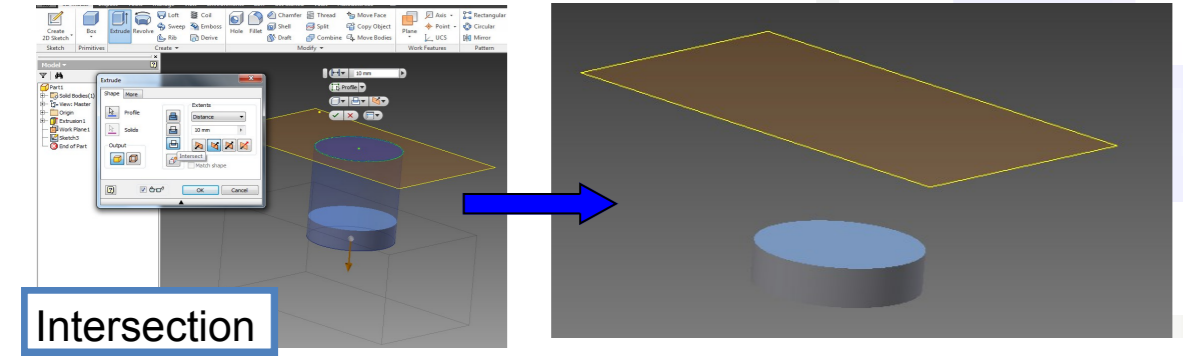 Create 2D Sketch Box Extrude Revolve Loft Coil Hole Fillet Chamfer Thread Move Face Plane Axis Rectangular
Sweep Emboss Shell Split Copy Object Point Circular
Rib Derive Draft Combine Move Bodies UCS Mirror
Sketch Primitives Create Modify Work Features Pattern
Model
Part1
Solid Bodies(1)
View: Master
Origin
Extrusion1
Work Plane1
Sketch3
End of Part
Extrude
Shape More
Profile
Solids
Output
Extents
Distance
10 mm
Intersect
Match shape
OK Cancel
10 mm
Profile
Intersection